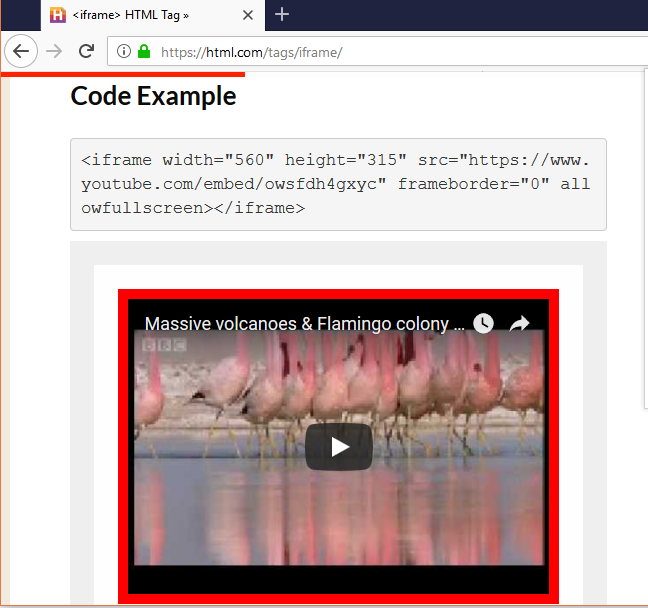 <iframe> HTML Tag »
https://html.com/tags/iframe/
Code Example
<iframe width="560" height="315" src="https://www.
youtube.com/embed/owsfdh4gxyc" frameborder="0" all
owfullscreen></iframe>
Massive volcanoes & Flamingo colony ...
BBC